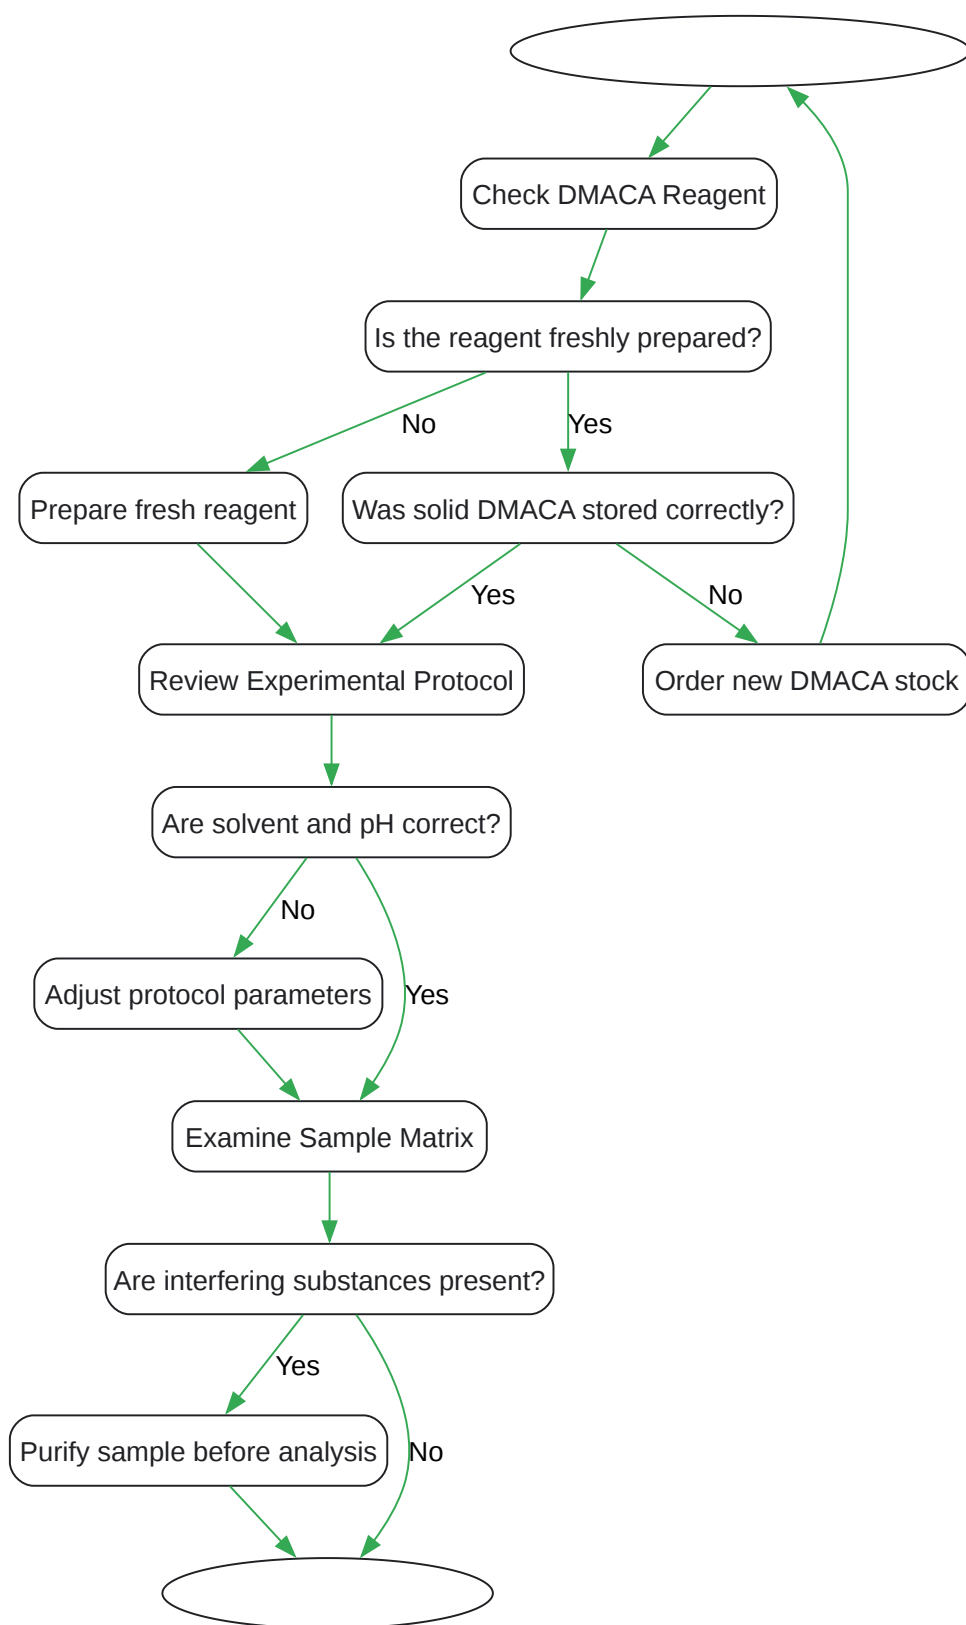 Check DMACA Reagent
Is the reagent freshly prepared?
No
Yes
Prepare fresh reagent
Was solid DMACA stored correctly?
Yes
No
Review Experimental Protocol
Order new DMACA stock
Are solvent and pH correct?
No
Adjust protocol parameters
Yes
Examine Sample Matrix
Are interfering substances present?
Yes
Purify sample before analysis
No